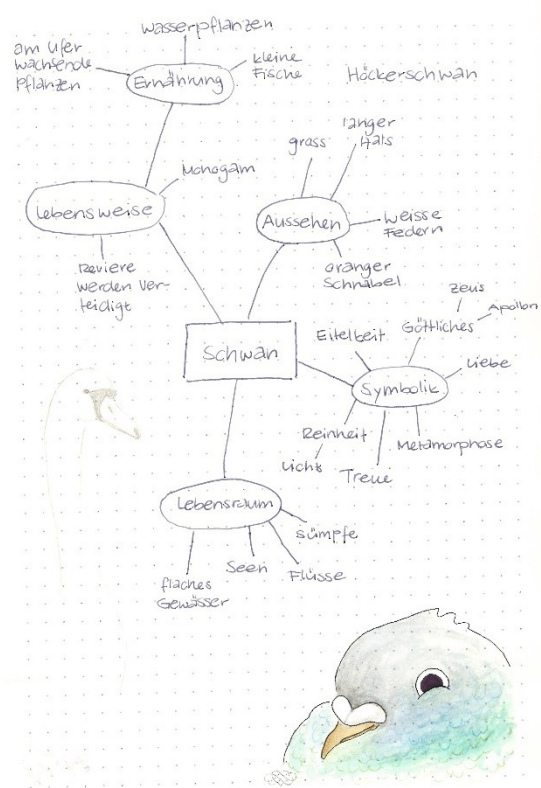 Wasserpflanzen
am Ufer
wachsende
Pflanzen
Ernährung
kleine
Fische
Höckerschwan
Monogam
Lebensweise
Reviere
werden ver-
teidigt
gross
langer
Hals
Aussehen
weisse
Federn
oranger
Schnabel
Schwan
Eitelkeit
Göttliches
Zeus
Apollon
Liebe
Symbolik
Reinheit
Licht
Treue
Metamorphose
Lebensraum
Sümpfe
Seen
Flüsse
flaches
Gewässer